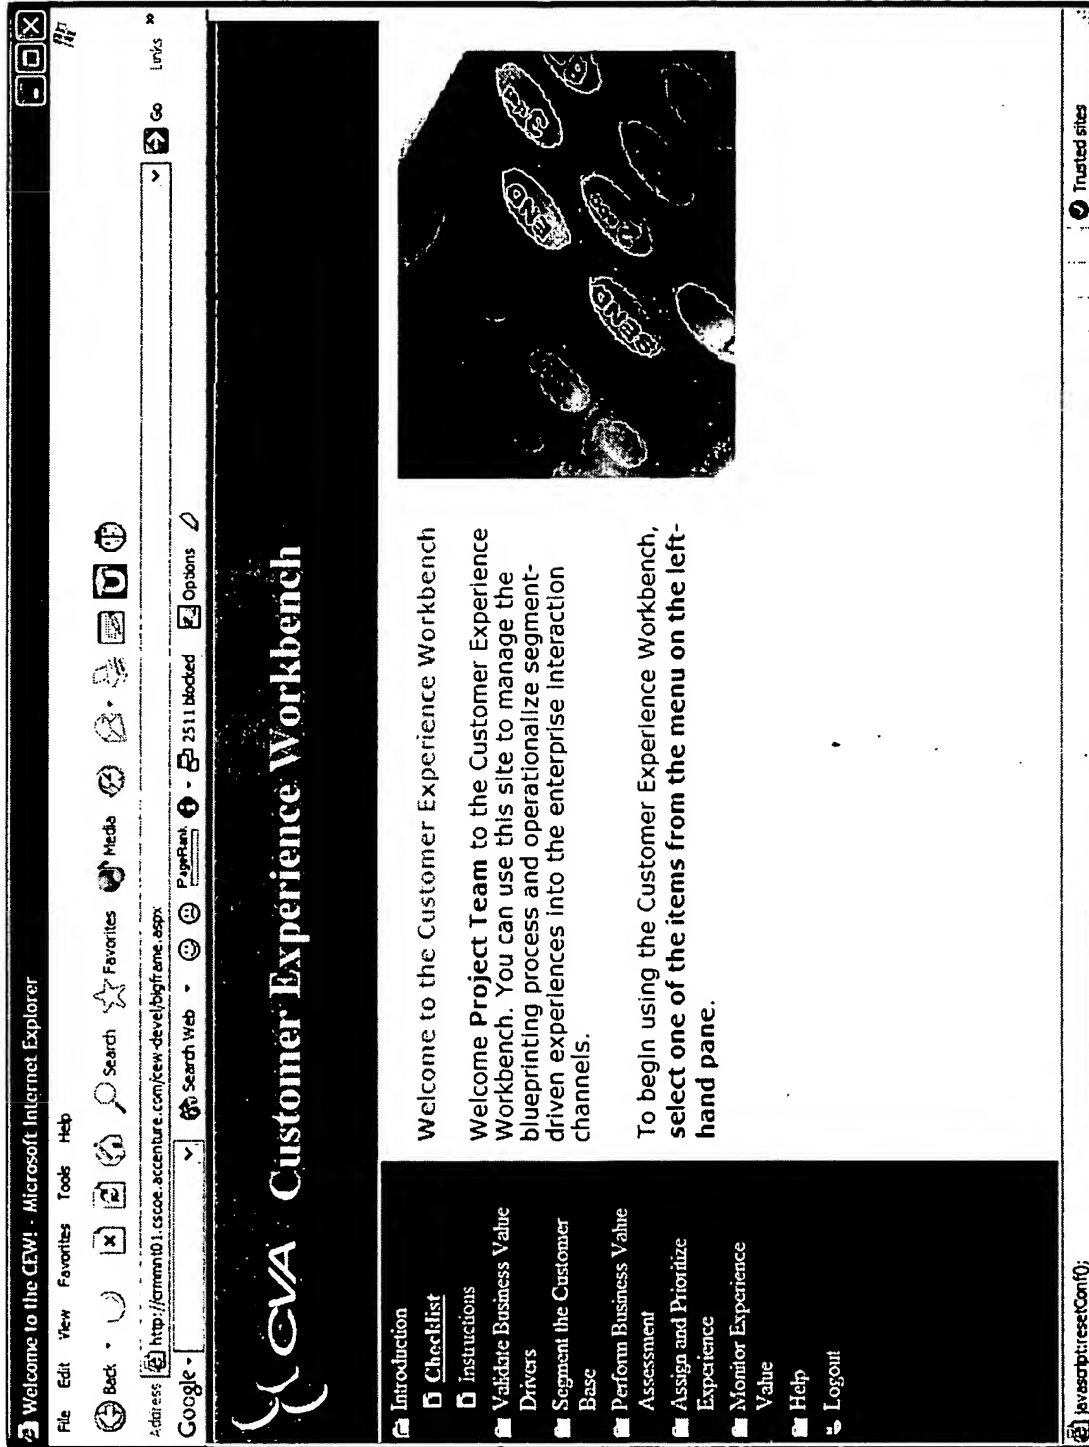 Welcome to the CEW! - Microsoft Internet Explorer
File Edit View Favorites Tools Help
Back Search Favorites Media
Address http://crmmnt01.cscoe.accenture.com/cew-devel/bigframe.aspx Go Links »
Google Search Web PageRank 2511 blocked Options
CVA Customer Experience Workbench
Introduction
Checklist
Instructions
Validate Business Value
Drivers
Segment the Customer
Base
Perform Business Value
Assessment
Assign and Prioritize
Experience
Monitor Experience
Value
Help
Logout
Welcome to the Customer Experience Workbench
Welcome Project Team to the Customer Experience
Workbench. You can use this site to manage the
blueprinting process and operationalize segment-
driven experiences into the enterprise interaction
channels.
To begin using the Customer Experience Workbench,
select one of the items from the menu on the left-
hand pane.
SEND
END
3
javascript:resetConf();
Trusted sites